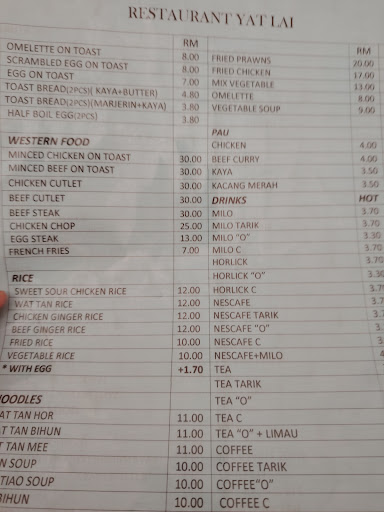 RESTAURANT YAT LAI
RM
OMELETTE ON TOAST 8.00
SCRAMBLED EGG ON TOAST 8.00
EGG ON TOAST 7.00
TOAST BREAD(2PCS)( KAYA+BUTTER) 4.80
TOAST BREAD(2PCS)(MARJERIN+KAYA) 3.80
HALF BOIL EGG(2PCS) 3.80
WESTERN FOOD
MINCED CHICKEN ON TOAST 30.00
MINCED BEEF ON TOAST 30.00
CHICKEN CUTLET 30.00
BEEF CUTLET 30.00
BEEF STEAK 30.00
CHICKEN CHOP 25.00
EGG STEAK 13.00
FRENCH FRIES 7.00
RICE
SWEET SOUR CHICKEN RICE 12.00
WAT TAN RICE 12.00
CHICKEN GINGER RICE 12.00
BEEF GINGER RICE 12.00
FRIED RICE 10.00
VEGETABLE RICE 10.00
* WITH EGG +1.70
OODLES
AT TAN HOR 11.00
T TAN BIHUN 11.00
T TAN MEE 11.00
N SOUP 10.00
TIAO SOUP 10.00
BIHUN 10.00
RM
FRIED PRAWNS 20.00
FRIED CHICKEN 17.00
MIX VEGETABLE 13.00
OMELETTE 8.00
VEGETABLE SOUP 9.00
PAU
CHICKEN 4.00
BEEF CURRY 4.00
KAYA 3.50
KACANG MERAH 3.50
DRINKS HOT
MILO 3.70
MILO TARIK 3.70
MILO "O" 3.30
MILO C 3.70
HORLICK 3.70
HORLICK "O" 3.
HORLICK C 3.
NESCAFE 3.
NESCAFE TARIK 3.
NESCAFE "O" 3.
NESCAFE C
NESCAFE+MILO
TEA
TEA TARIK
TEA "O"
TEA C
TEA "O" + LIMAU
COFFEE
COFFEE TARIK
COFFEE"O"
COFFEE C